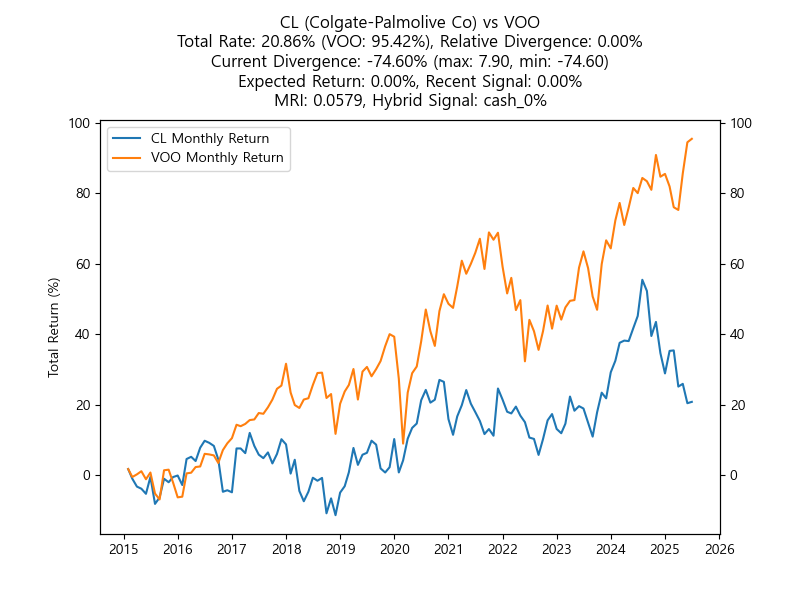 CL (Colgate-Palmolive Co) vs VOO
Total Rate: 20.86% (VOO: 95.42%), Relative Divergence: 0.00%
Current Divergence: -74.60% (max: 7.90, min: -74.60)
Expected Return: 0.00%, Recent Signal: 0.00%
MRI: 0.0579, Hybrid Signal: cash_0%
CL Monthly Return
VOO Monthly Return
Total Return (%)
100
80
60
40
20
0
100
80
60
40
20
0
2015 2016 2017 2018 2019 2020 2021 2022 2023 2024 2025 2026